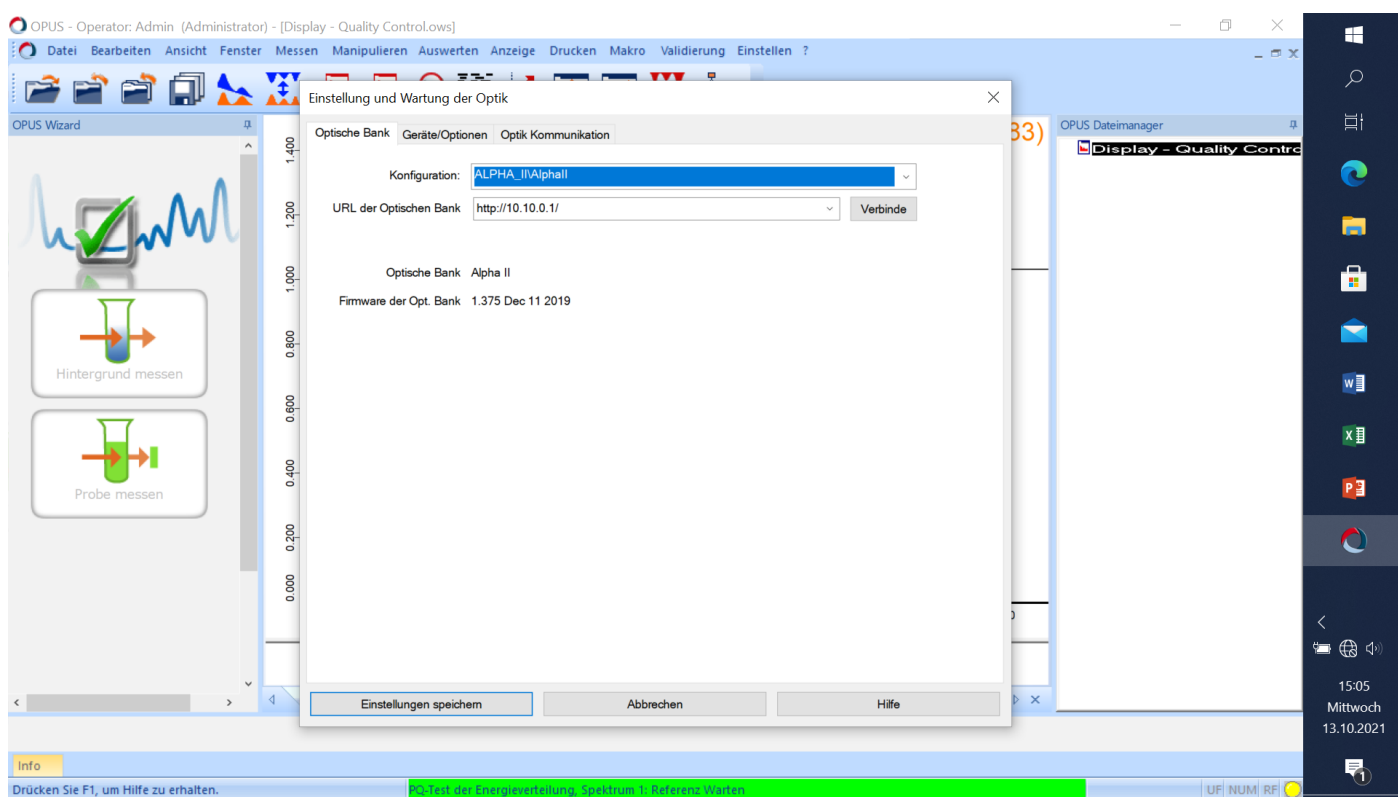 OPUS - Operator: Admin (Administrator) - [Display - Quality Control.ows]
Datei Bearbeiten Ansicht Fenster Messen Manipulieren Auswerten Anzeige Drucken Makro Validierung Einstellen ?
OPUS Wizard
Hintergrund messen
Probe messen
1.400
1.200
1.000
0.800
0.600
0.400
0.200
0.000
33)
Einstellung und Wartung der Optik
Optische Bank Geräte/Optionen Optik Kommunikation
Konfiguration: ALPHA_II\AlphaII
URL der Optischen Bank http://10.10.0.1/ Verbinde
Optische Bank Alpha II
Firmware der Opt. Bank 1.375 Dec 11 2019
Einstellungen speichern Abbrechen Hilfe
OPUS Dateimanager
Display - Quality Contro
Info
Drücken Sie F1, um Hilfe zu erhalten. PQ-Test der Energieverteilung, Spektrum 1: Referenz Warten UF NUM RF
W
X
P
15:05
Mittwoch
13.10.2021
1